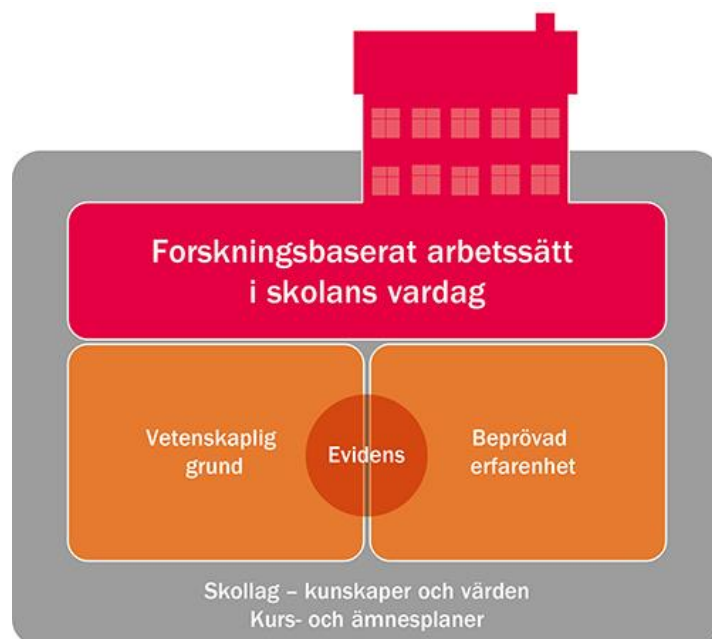 Forskningsbaserat arbetssätt
i skolans vardag
Vetenskaplig
grund
Evidens
Beprövad
erfarenhet
Skollag – kunskaper och värden
Kurs- och ämnesplaner